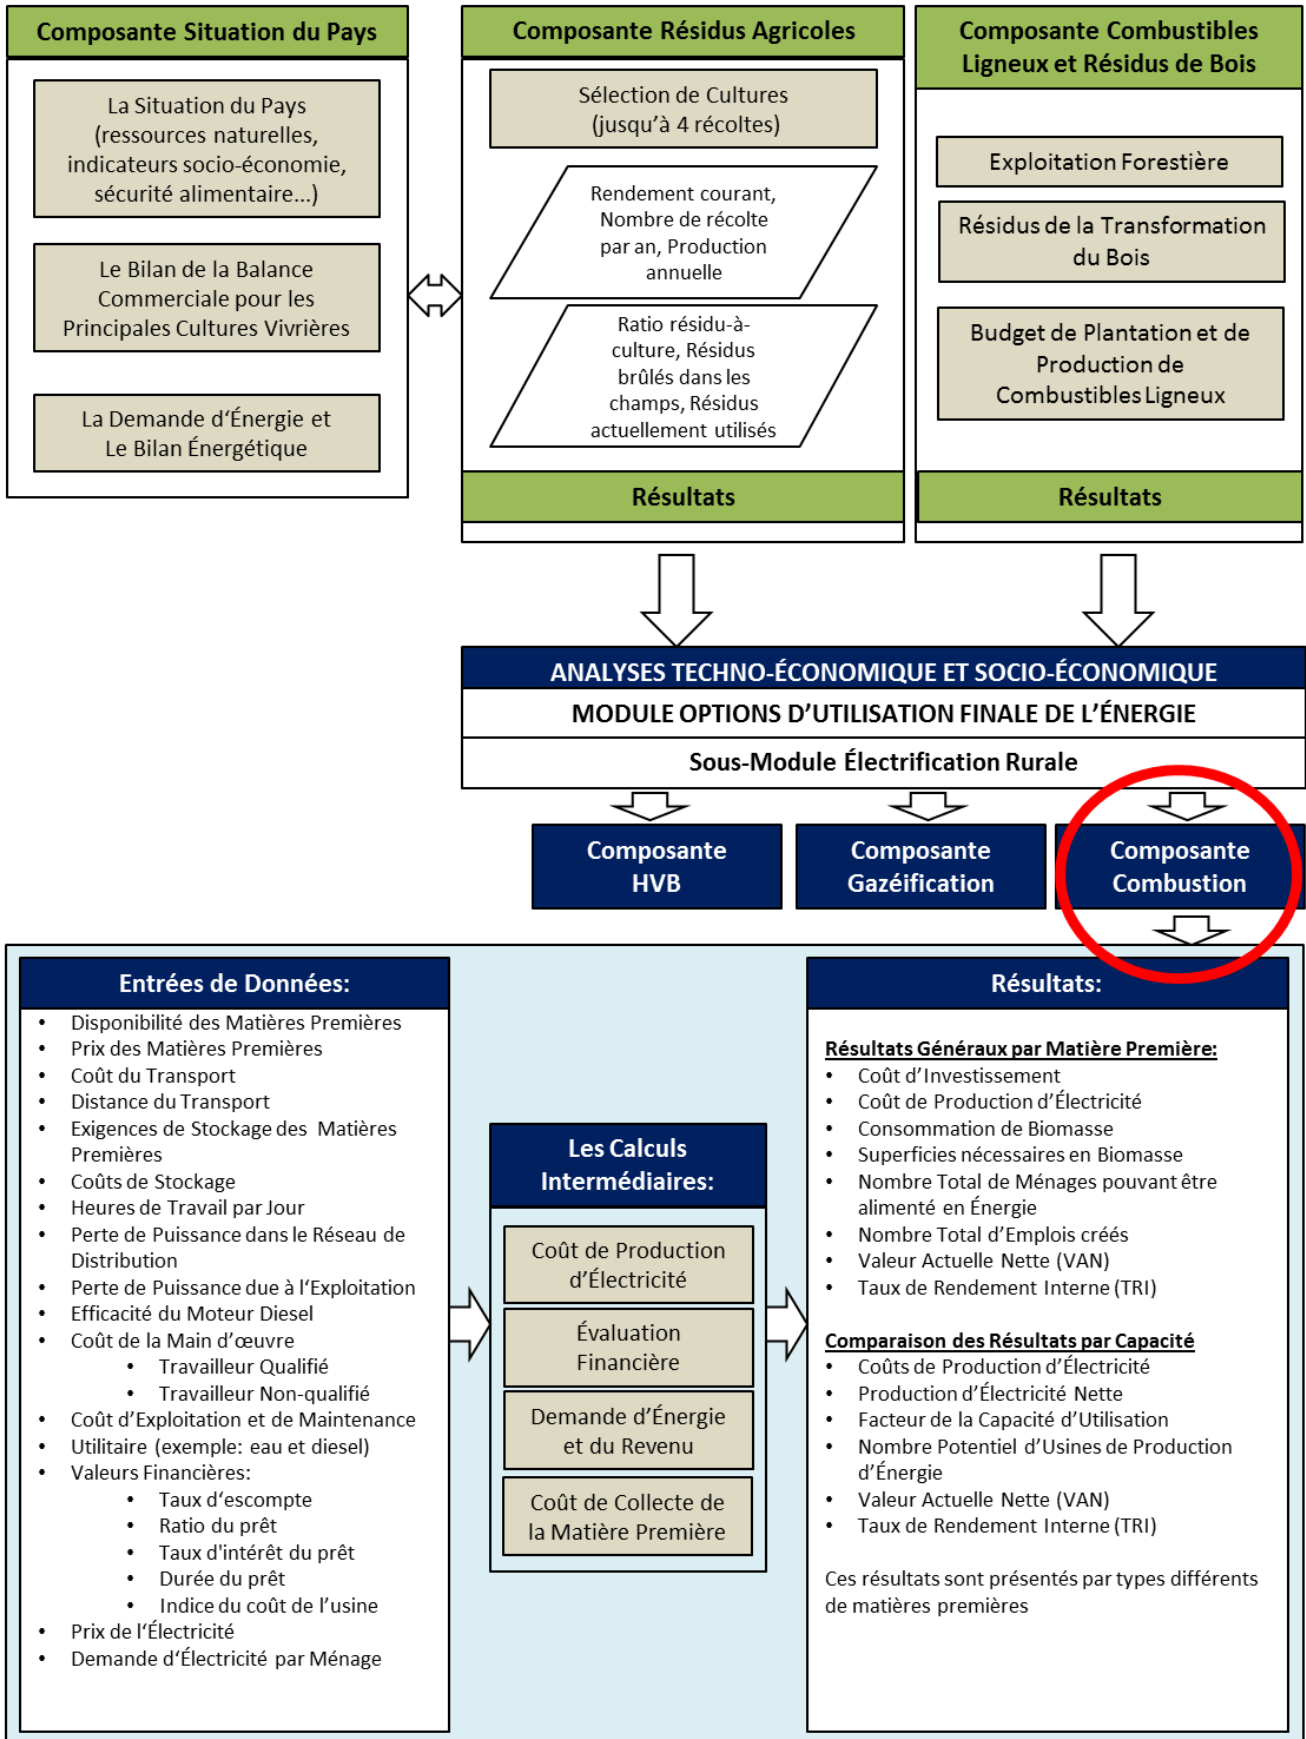 Composante Situation du Pays
La Situation du Pays
(ressources naturelles,
indicateurs socio-économie,
sécurité alimentaire...)
Le Bilan de la Balance
Commerciale pour les
Principales Cultures Vivrières
La Demande d‘Énergie et
Le Bilan Énergétique
Composante Résidus Agricoles
Sélection de Cultures
(jusqu’à 4 récoltes)
Rendement courant,
Nombre de récolte
par an, Production
annuelle
Ratio résidu-à-
culture, Résidus
brûlés dans les
champs, Résidus
actuellement utilisés
Résultats
Composante Combustibles
Ligneux et Résidus de Bois
Exploitation Forestière
Résidus de la Transformation
du Bois
Budget de Plantation et de
Production de
Combustibles Ligneux
Résultats
ANALYSES TECHNO-ÉCONOMIQUE ET SOCIO-ÉCONOMIQUE
MODULE OPTIONS D’UTILISATION FINALE DE L’ÉNERGIE
Sous-Module Électrification Rurale
Composante
HVB
Composante
Gazéification
Composante
Combustion
Entrées de Données:
• Disponibilité des Matières Premières
• Prix des Matières Premières
• Coût du Transport
• Distance du Transport
• Exigences de Stockage des Matières
Premières
• Coûts de Stockage
• Heures de Travail par Jour
• Perte de Puissance dans le Réseau de
Distribution
• Perte de Puissance due à l‘Exploitation
• Efficacité du Moteur Diesel
• Coût de la Main d’œuvre
• Travailleur Qualifié
• Travailleur Non-qualifié
• Coût d’Exploitation et de Maintenance
• Utilitaire (exemple: eau et diesel)
• Valeurs Financières:
• Taux d’escompte
• Ratio du prêt
• Taux d'intérêt du prêt
• Durée du prêt
• Indice du coût de l’usine
• Prix de l‘Électricité
• Demande d‘Électricité par Ménage
Les Calculs
Intermédiaires:
Coût de Production
d’Électricité
Évaluation
Financière
Demande d’Énergie
et du Revenu
Coût de Collecte de
la Matière Première
Résultats:
Résultats Généraux par Matière Première:
• Coût d’Investissement
• Coût de Production d’Électricité
• Consommation de Biomasse
• Superficies nécessaires en Biomasse
• Nombre Total de Ménages pouvant être
alimenté en Énergie
• Nombre Total d’Emplois créés
• Valeur Actuelle Nette (VAN)
• Taux de Rendement Interne (TRI)
Comparaison des Résultats par Capacité
• Coûts de Production d’Électricité
• Production d’Électricité Nette
• Facteur de la Capacité d’Utilisation
• Nombre Potentiel d’Usines de Production
d’Énergie
• Valeur Actuelle Nette (VAN)
• Taux de Rendement Interne (TRI)
Ces résultats sont présentés par types différents
de matières premières